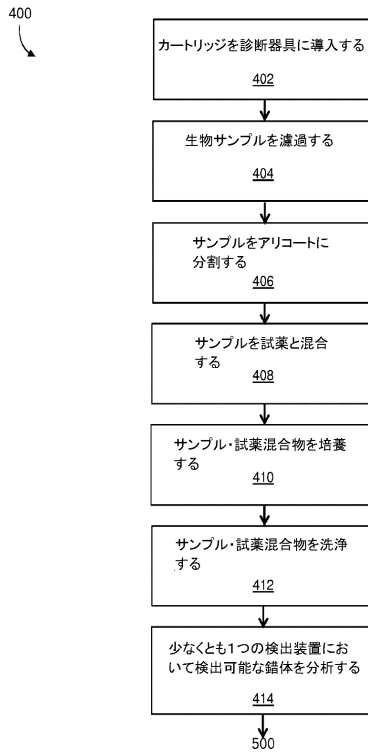 400
カートリッジを診断器具に導入する
402
生物サンプルを濾過する
404
サンプルをアリコートに
分割する
406
サンプルを試薬と混合
する
408
サンプル・試薬混合物を培養
する
410
サンプル・試薬混合物を洗浄
する
412
少なくとも1つの検出装置にお
いて検出可能な錯体を分析する
414
500